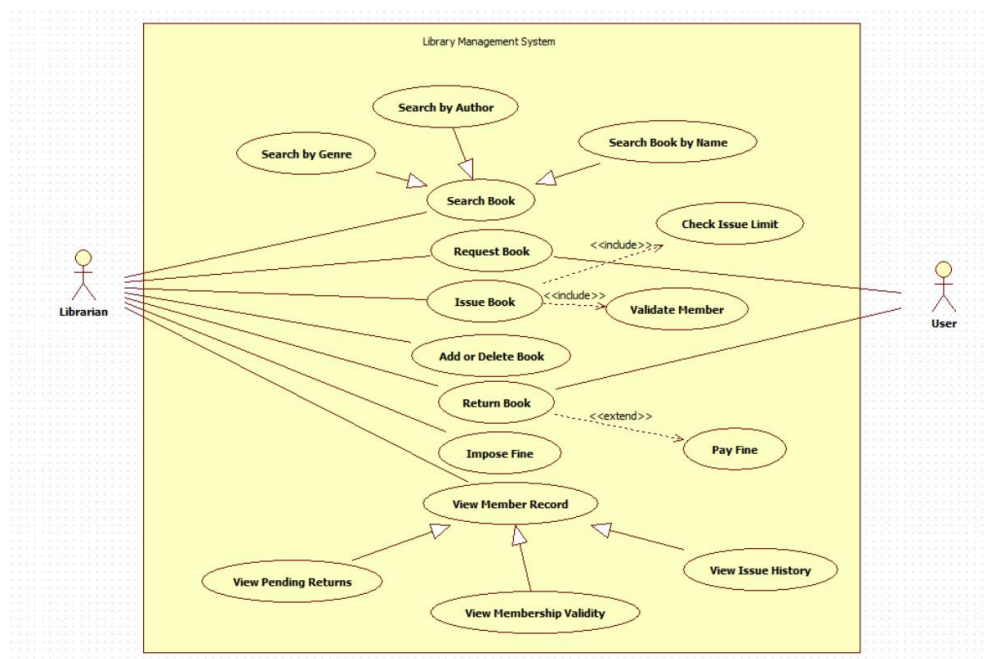 Library Management System
Search by Author
Search Book by Name
Search by Genre
Search Book
Check Issue Limit
<<include>>
Request Book
Issue Book
<<include>>
Validate Member
Librarian
User
Add or Delete Book
Return Book
<<extend>>
Pay Fine
Impose Fine
View Member Record
View Pending Returns
View Issue History
View Membership Validity